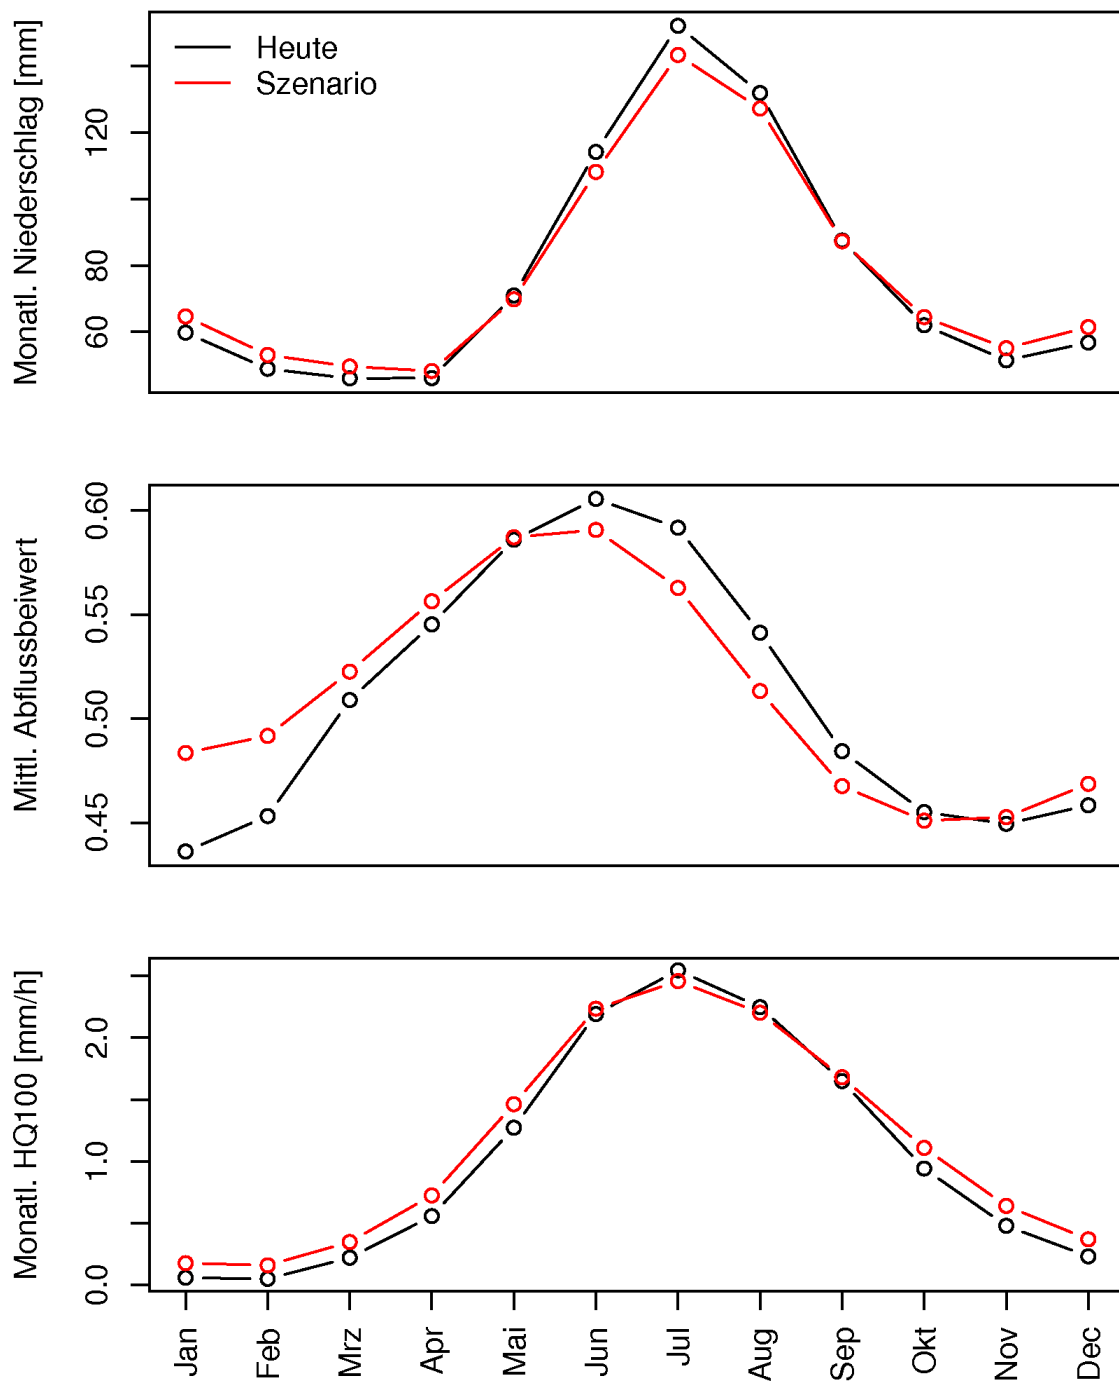 Monatl. Niederschlag [mm]
Heute
Szenario
120
80
60
Mittl. Abflussbeiwert
0.60
0.55
0.50
0.45
Monatl. HQ100 [mm/h]
2.0
1.0
0.0
Jan Feb Mrz Apr Mai Jun Jul Aug Sep Okt Nov Dec